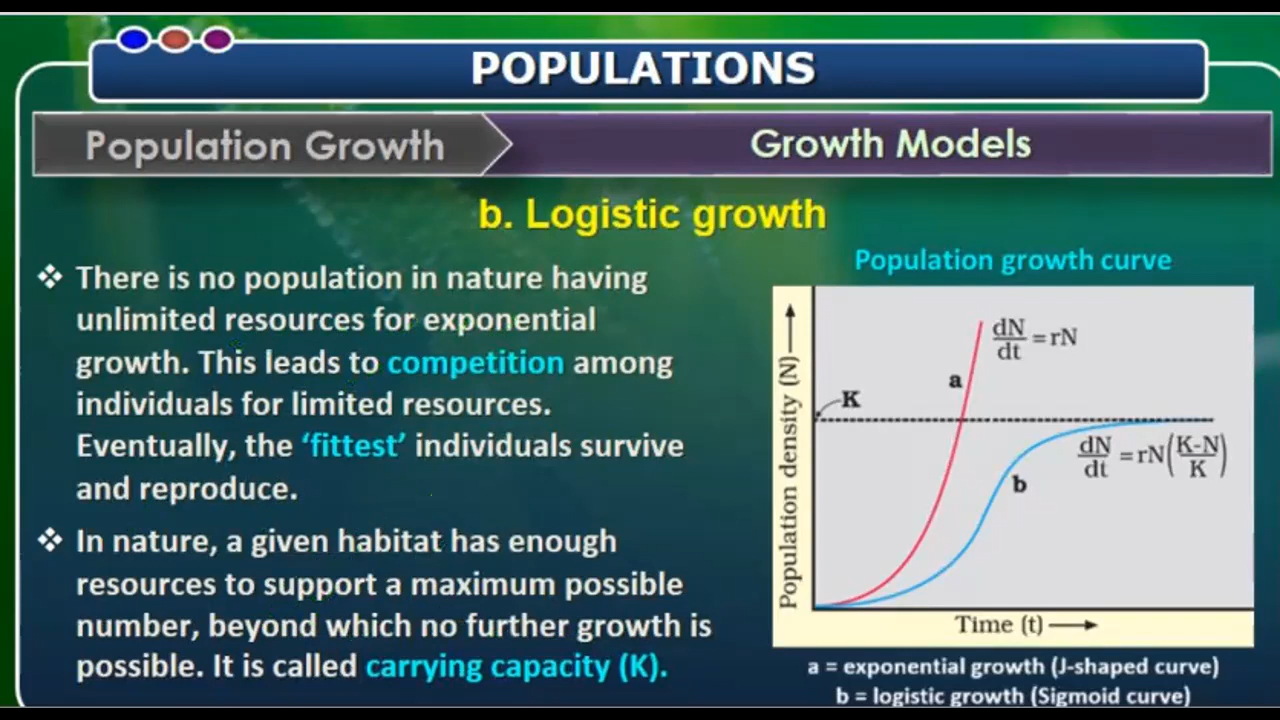 POPULATIONS
Population Growth
Growth Models
b. Logistic growth
❖ There is no population in nature having
unlimited resources for exponential
growth. This leads to competition among
individuals for limited resources.
Eventually, the ‘fittest’ individuals survive
and reproduce.
❖ In nature, a given habitat has enough
resources to support a maximum possible
number, beyond which no further growth is
possible. It is called carrying capacity (K).
Population growth curve
Population density (N)
K
a
dN/dt = rN
b
dN/dt = rN(K-N/K)
Time (t)
a = exponential growth (J-shaped curve)
b = logistic growth (Sigmoid curve)